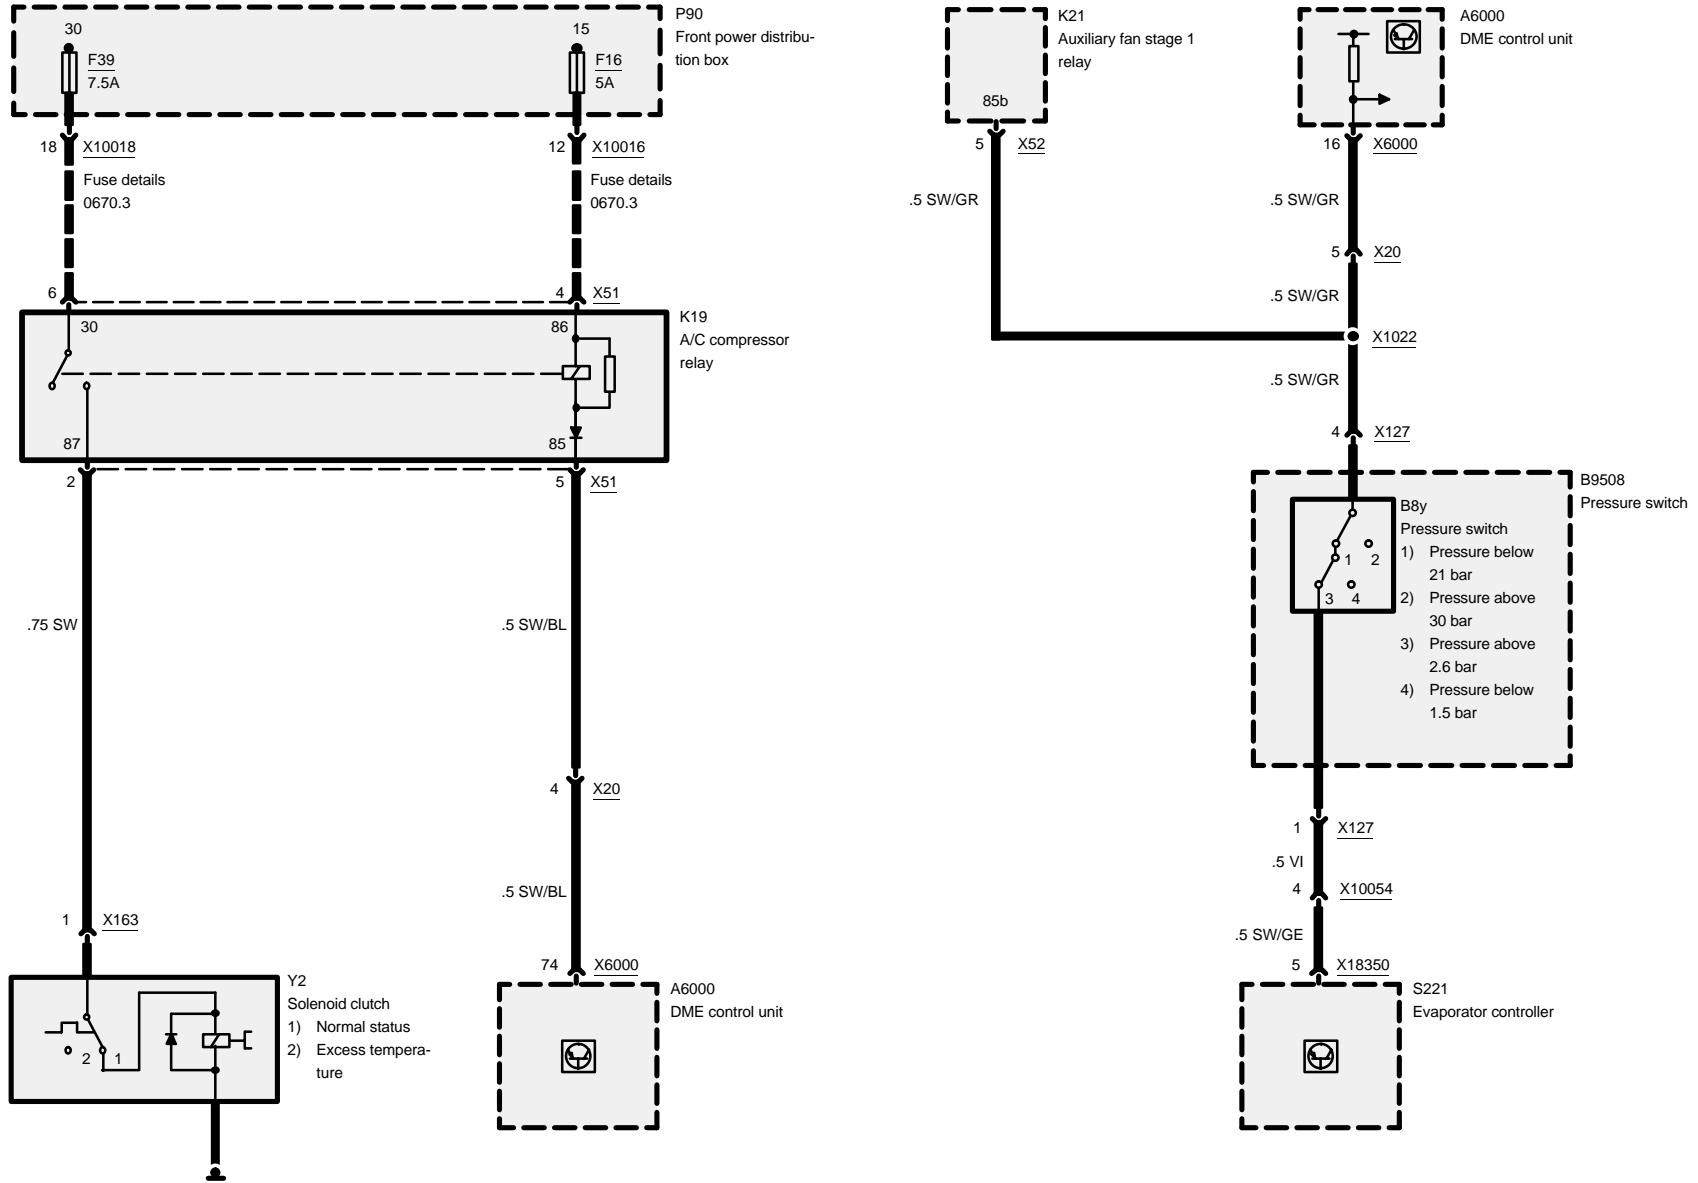 30
F39
7.5A
15
F16
5A
P90
Front power distribu-
tion box
18 X10018
12 X10016
Fuse details
0670.3
Fuse details
0670.3
6
4 X51
30
86
87
85
K19
A/C compressor
relay
2
5 X51
.75 SW
.5 SW/BL
4 X20
.5 SW/BL
1 X163
74 X6000
Y2
Solenoid clutch
1) Normal status
2) Excess tempera-
ture
2 1
A6000
DME control unit
K21
Auxiliary fan stage 1
relay
85b
5 X52
.5 SW/GR
A6000
DME control unit
16 X6000
.5 SW/GR
5 X20
.5 SW/GR
X1022
.5 SW/GR
4 X127
B9508
Pressure switch
B8y
Pressure switch
1) Pressure below
21 bar
2) Pressure above
30 bar
3) Pressure above
2.6 bar
4) Pressure below
1.5 bar
1 2
3 4
1 X127
.5 VI
4 X10054
.5 SW/GE
5 X18350
S221
Evaporator controller